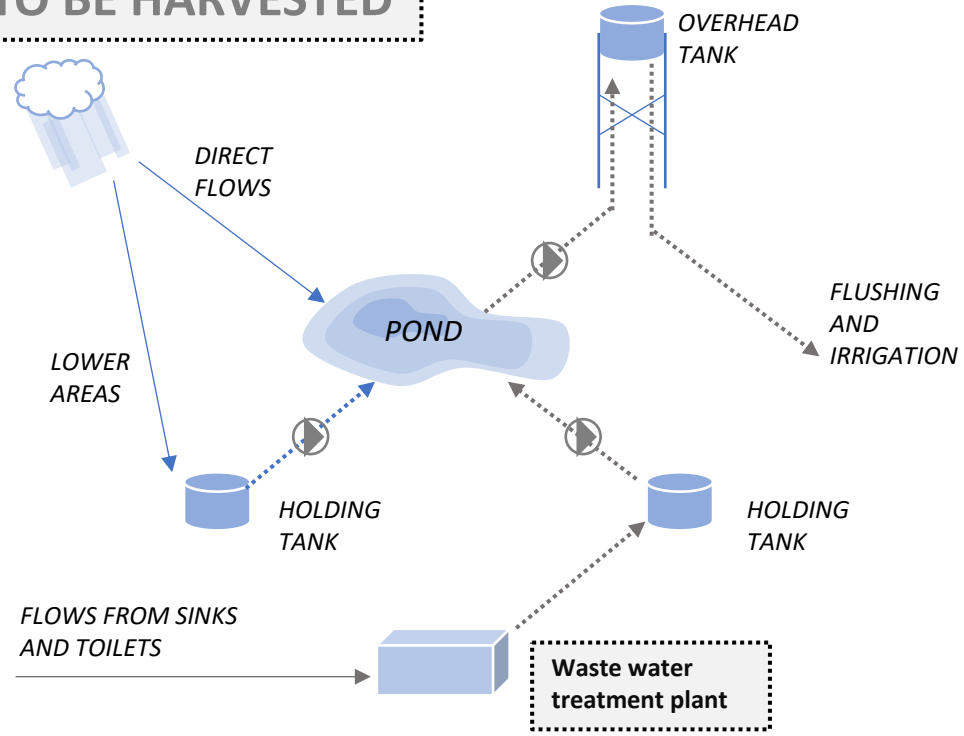 TO BE HARVESTED
OVERHEAD
TANK
DIRECT
FLOWS
FLUSHING
AND
IRRIGATION
POND
LOWER
AREAS
HOLDING
TANK
HOLDING
TANK
FLOWS FROM SINKS
AND TOILETS
Waste water
treatment plant